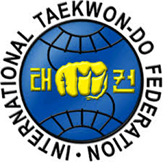 INTERNATIONAL TAEKWON-DO FEDERATION
태권